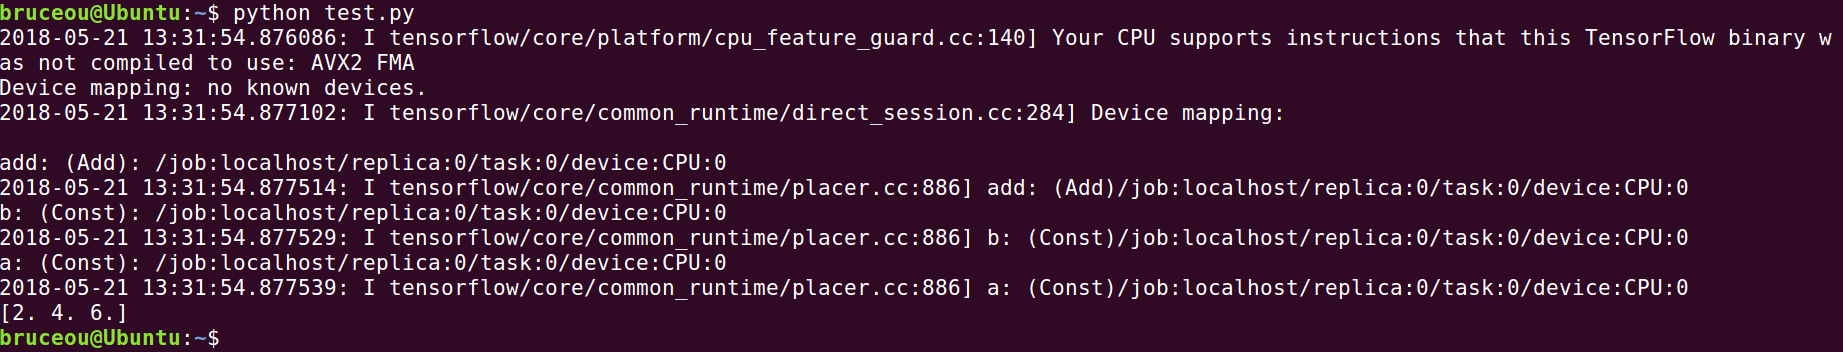 bruceou@Ubuntu:~$ python test.py
2018-05-21 13:31:54.876086: I tensorflow/core/platform/cpu_feature_guard.cc:140] Your CPU supports instructions that this TensorFlow binary w
as not compiled to use: AVX2 FMA
Device mapping: no known devices.
2018-05-21 13:31:54.877102: I tensorflow/core/common_runtime/direct_session.cc:284] Device mapping:
add: (Add): /job:localhost/replica:0/task:0/device:CPU:0
2018-05-21 13:31:54.877514: I tensorflow/core/common_runtime/placer.cc:886] add: (Add)/job:localhost/replica:0/task:0/device:CPU:0
b: (Const): /job:localhost/replica:0/task:0/device:CPU:0
2018-05-21 13:31:54.877529: I tensorflow/core/common_runtime/placer.cc:886] b: (Const)/job:localhost/replica:0/task:0/device:CPU:0
a: (Const): /job:localhost/replica:0/task:0/device:CPU:0
2018-05-21 13:31:54.877539: I tensorflow/core/common_runtime/placer.cc:886] a: (Const)/job:localhost/replica:0/task:0/device:CPU:0
[2. 4. 6.]
bruceou@Ubuntu:~$